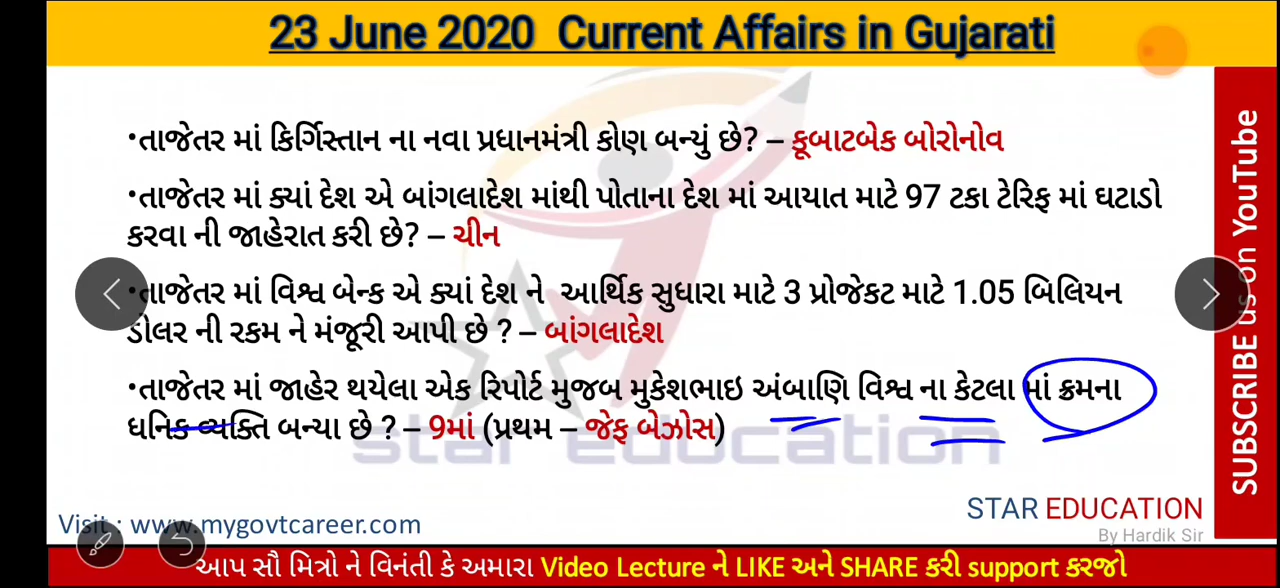 23 June 2020 Current Affairs in Gujarati
•તાજેતર માં કિર્ગિસ્તાન ના નવા પ્રધાનમંત્રી કોણ બન્યું છે? – કૂબાટબેક બોરોનોવ
•તાજેતર માં ક્યાં દેશ એ બાંગલાદેશ માંથી પોતાના દેશ માં આયાત માટે 97 ટકા ટેરિફ માં ઘટાડો
કરવા ની જાહેરાત કરી છે? – ચીન
•તાજેતર માં વિશ્વ બેન્ક એ ક્યાં દેશ ને આર્થિક સુધારા માટે 3 પ્રોજેકટ માટે 1.05 બિલિયન
ડોલર ની રકમ ને મંજૂરી આપી છે ? – બાંગલાદેશ
•તાજેતર માં જાહેર થયેલા એક રિપોર્ટ મુજબ મુકેશભાઇ અંબાણિ વિશ્વ ના કેટલા માં ક્રમના
ધનિક વ્યક્તિ બન્યા છે ? – 9માં (પ્રથમ – જેફ બેઝોસ)
star education
STAR EDUCATION
By Hardik Sir
Visit : www.mygovtcareer.com
આપ સૌ મિત્રો ને વિનંતી કે અમારા Video Lecture ને LIKE અને SHARE કરી support કરજો
SUBSCRIBE us on YouTube